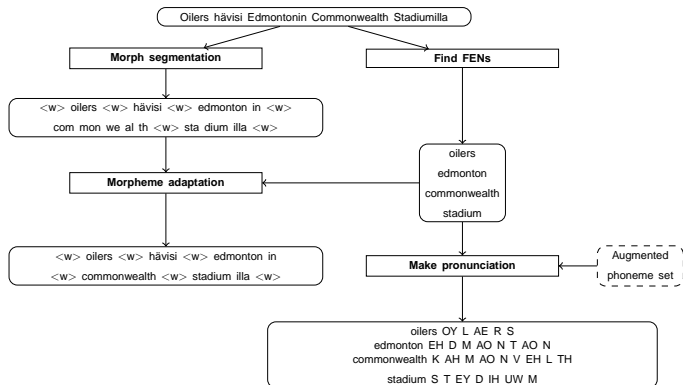 Oilers hävisi Edmontonin Commonwealth Stadiumilla
Morph segmentation
Find FENs
<w> oilers <w> hävisi <w> edmonton in <w>
com mon we al th <w> sta dium illa <w>
oilers
edmonton
commonwealth
stadium
Morpheme adaptation
<w> oilers <w> hävisi <w> edmonton in
<w> commonwealth <w> stadium illa <w>
Make pronunciation
Augmented
phoneme set
oilers OY L AE R S
edmonton EH D M AO N T AO N
commonwealth K AH M AO N V EH L TH
stadium S T EY D IH UW M